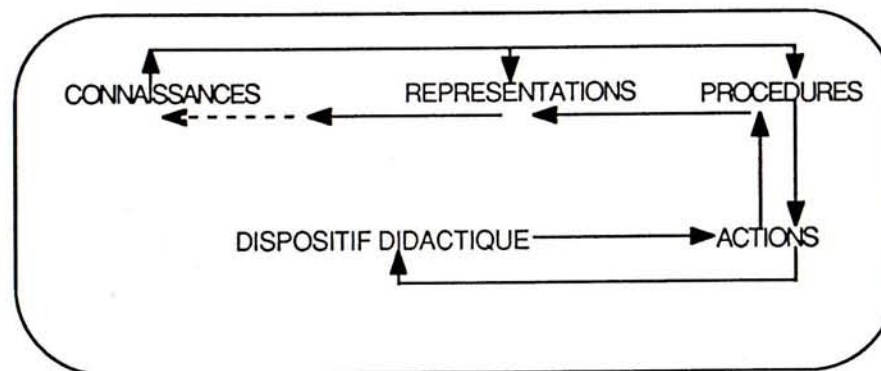 CONNAISSANCES REPRESENTATIONS PROCEDURES
DISPOSITIF DIDACTIQUE ACTIONS